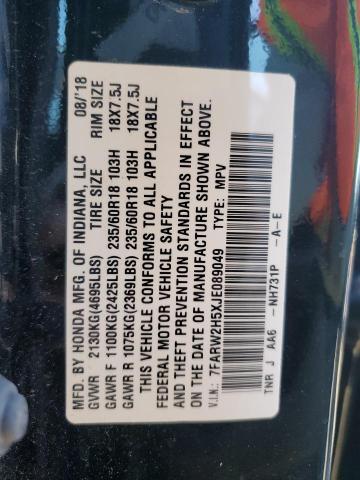 MFD. BY HONDA MFG. OF INDIANA, LLC 08/'18
GVWR 2130KG(4695LBS) TIRE SIZE RIM SIZE
GAWR F 1100KG(2425LBS) 235/60R18 103H 18X7.5J
GAWR R 1075KG(2369LBS) 235/60R18 103H 18X7.5J
THIS VEHICLE CONFORMS TO ALL APPLICABLE
FEDERAL MOTOR VEHICLE SAFETY
AND THEFT PREVENTION STANDARDS IN EFFECT
ON THE DATE OF MANUFACTURE SHOWN ABOVE.
V.I.N.: 7FARW2H5XJE089049 TYPE: MPV
TNR J AA6 -NH731P -A-E